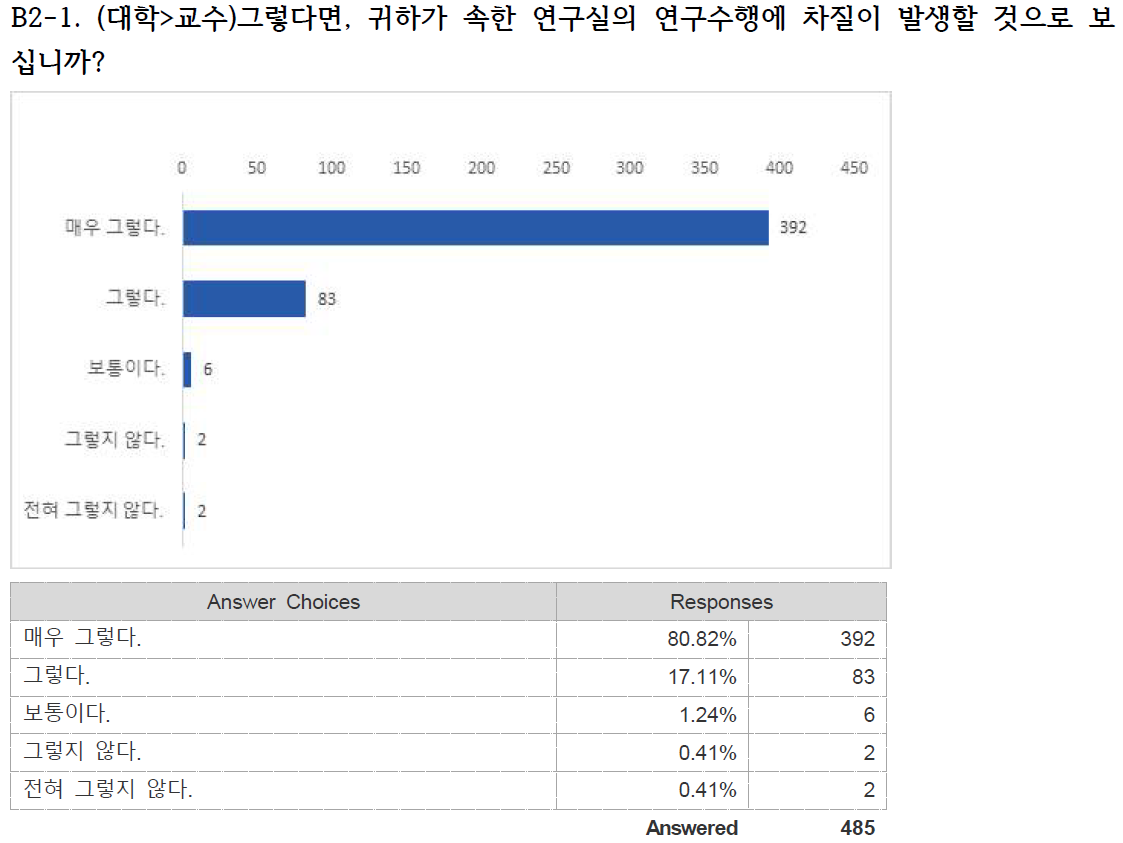 B2-1. (대학>교수)그렇다면, 귀하가 속한 연구실의 연구수행에 차질이 발생할 것으로 보
십니까?
0 50 100 150 200 250 300 350 400 450
매우 그렇다. 392
그렇다. 83
보통이다. 6
그렇지 않다. 2
전혀 그렇지 않다. 2
Answer Choices Responses
매우 그렇다. 80.82% 392
그렇다. 17.11% 83
보통이다. 1.24% 6
그렇지 않다. 0.41% 2
전혀 그렇지 않다. 0.41% 2
Answered 485